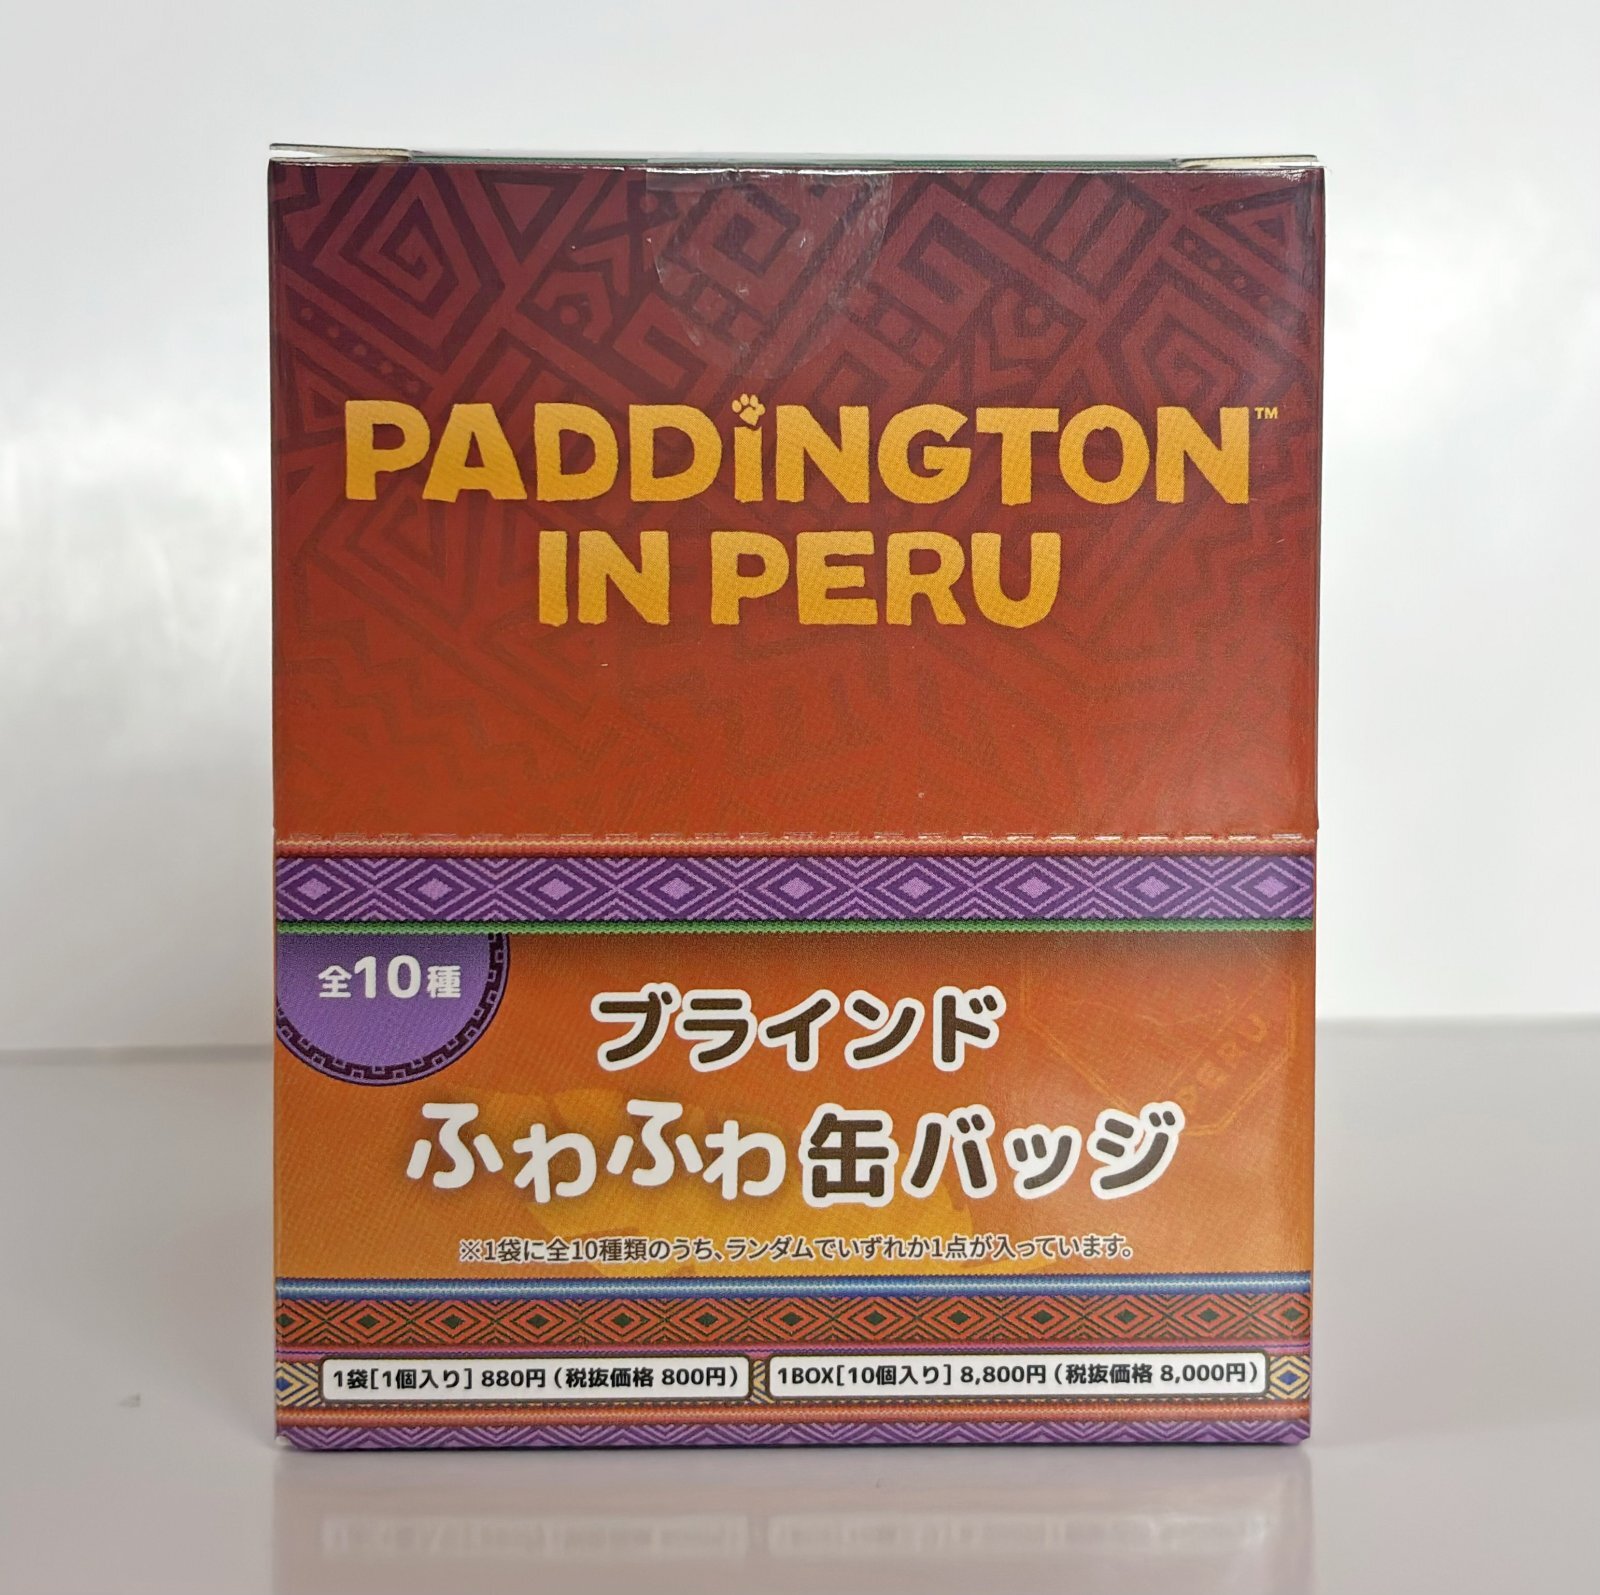 PADDiNGTON™
IN PERU
全10種
ブラインド
ふわふわ缶バッジ
PERU
※1袋に全10種類のうち、ランダムでいずれか1点が入っています。
1袋[1個入り] 880円（税抜価格 800円）
1BOX[10個入り] 8,800円（税抜価格 8,000円）